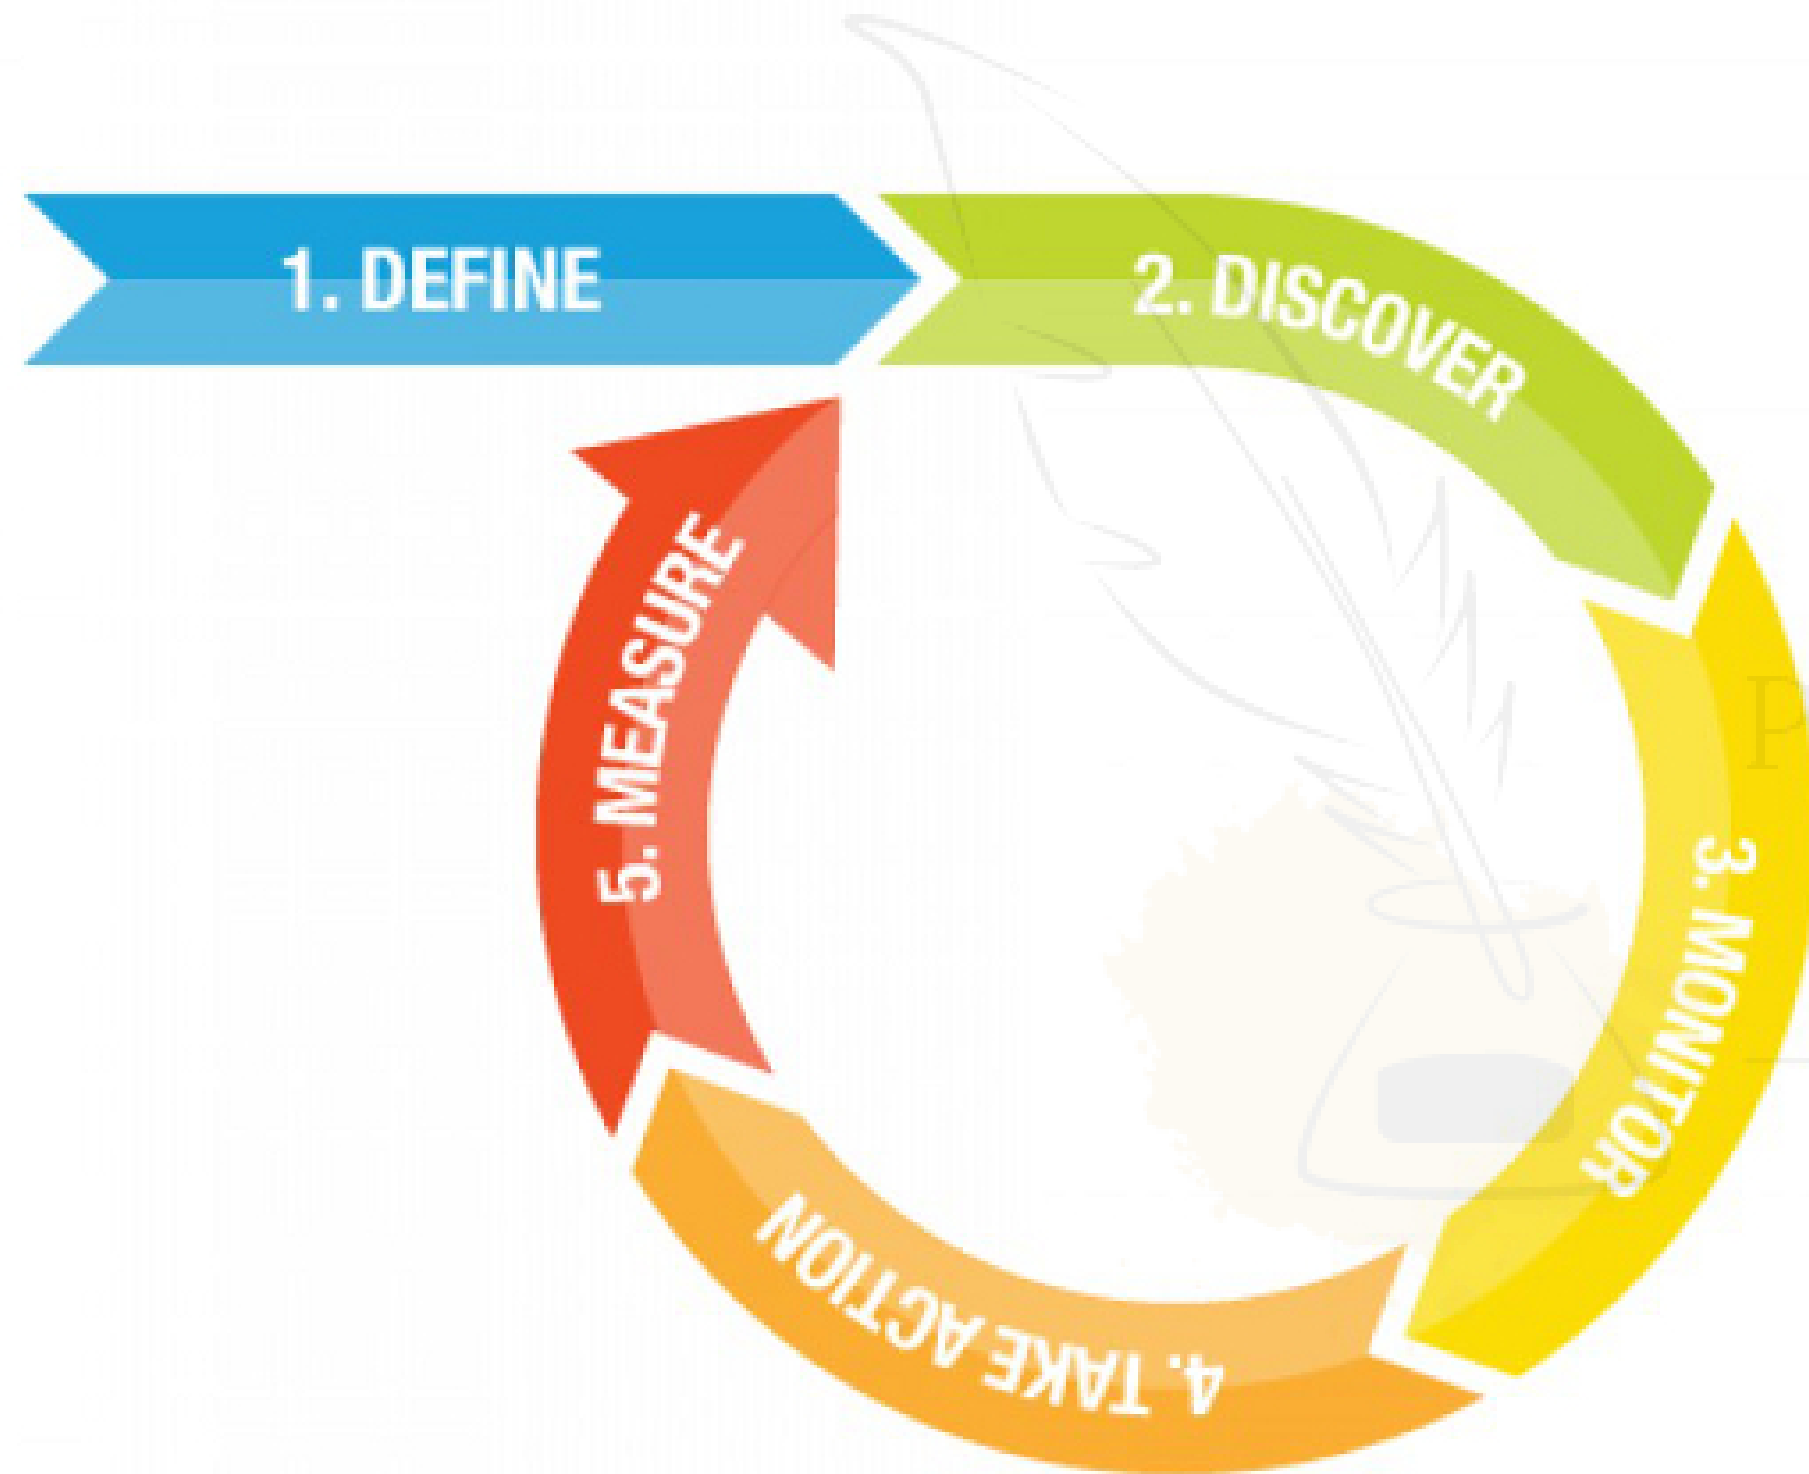 1. DEFINE
2. DISCOVER
3. MONITOR
4. TAKE ACTION
5. MEASURE
P